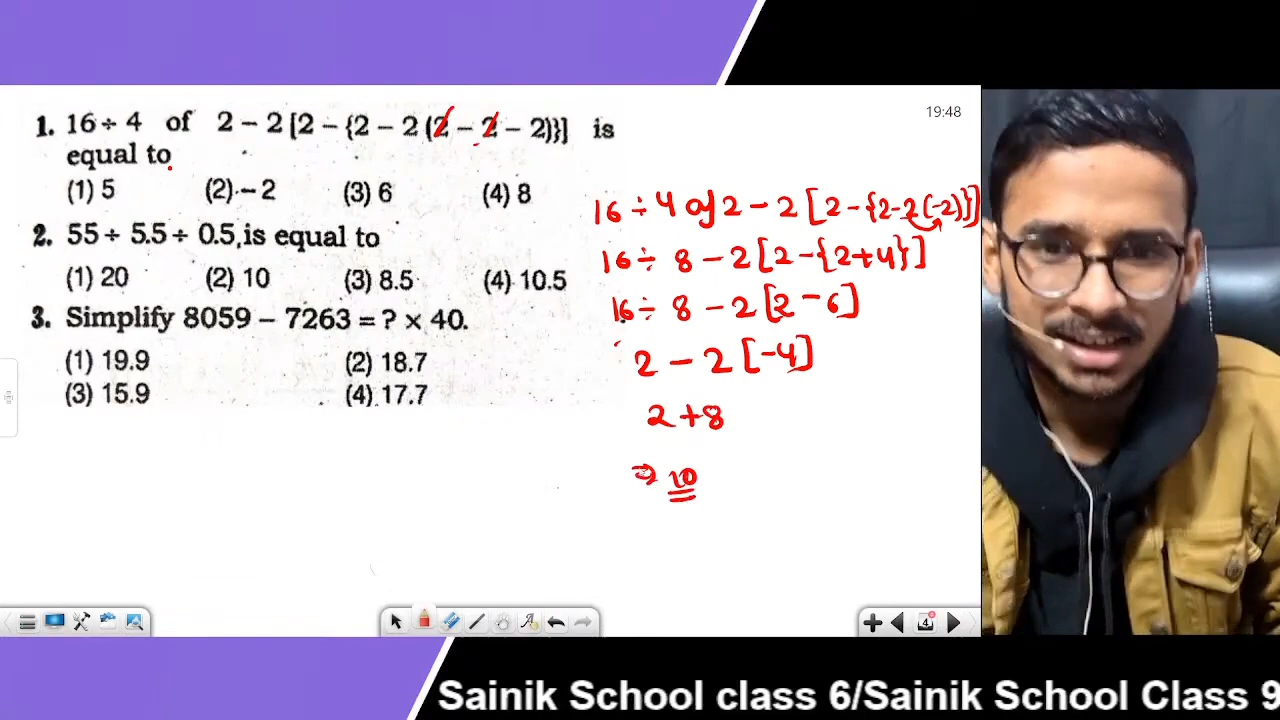 19:48
1. 16 ÷ 4 of 2 – 2 [2 – {2 – 2 (2 – 2 – 2)}] is
equal to
(1) 5 (2) – 2 (3) 6 (4) 8
2. 55 ÷ 5.5 ÷ 0.5, is equal to
(1) 20 (2) 10 (3) 8.5 (4) 10.5
3. Simplify 8059 – 7263 = ? × 40.
(1) 19.9 (2) 18.7
(3) 15.9 (4) 17.7
16 ÷ 4 of 2 – 2 [2 – {2 – 2 (–2)}]
16 ÷ 8 – 2 [2 – {2 + 4}]
16 ÷ 8 – 2 [2 – 6]
2 – 2 [–4]
2 + 8
⇒ 10
4
Sainik School class 6/Sainik School Class 9